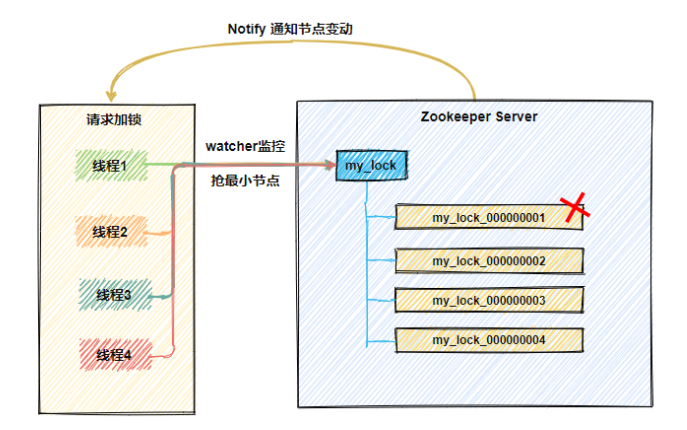 Notify 通知节点变动
请求加锁
线程1
线程2
线程3
线程4
watcher监控
抢最小节点
Zookeeper Server
my_lock
my_lock_000000001
my_lock_000000002
my_lock_000000003
my_lock_000000004